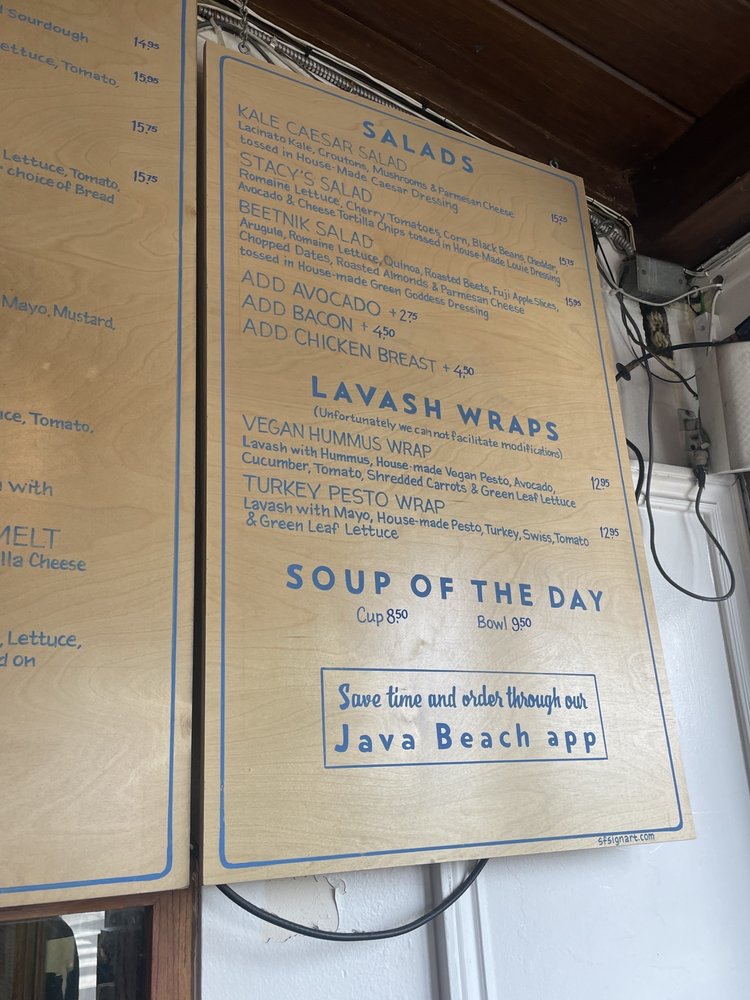 d Sourdough
14.95
ettuce, Tomato,
15.95
15.75
Lettuce, Tomato,
15.75
choice of Bread
Mayo, Mustard,
uce, Tomato,
with
MELT
lla Cheese
, Lettuce,
d on
SALADS
KALE CAESAR SALAD
Lacinato Kale, Croutons, Mushrooms & Parmesan Cheese
tossed in House-Made Caesar Dressing
15.25
STACY'S SALAD
Romaine Lettuce, Cherry Tomatoes, Corn, Black Beans, Cheddar,
Avocado & Cheese Tortilla Chips tossed in House-Made Louie Dressing
15.75
BEETNIK SALAD
Arugula, Romaine Lettuce, Quinoa, Roasted Beets, Fuji Apple Slices,
Chopped Dates, Roasted Almonds & Parmesan Cheese
tossed in House-made Green Goddess Dressing
15.95
ADD AVOCADO + 2.75
ADD BACON + 4.50
ADD CHICKEN BREAST + 4.50
LAVASH WRAPS
(Unfortunately we can not facilitate modifications)
VEGAN HUMMUS WRAP
Lavash with Hummus, House-made Vegan Pesto, Avocado,
Cucumber, Tomato, Shredded Carrots & Green Leaf Lettuce
12.95
TURKEY PESTO WRAP
Lavash with Mayo, House-made Pesto, Turkey, Swiss, Tomato
& Green Leaf Lettuce
12.95
SOUP OF THE DAY
Cup 8.50 Bowl 9.50
Save time and order through our
Java Beach app
sfsignart.com